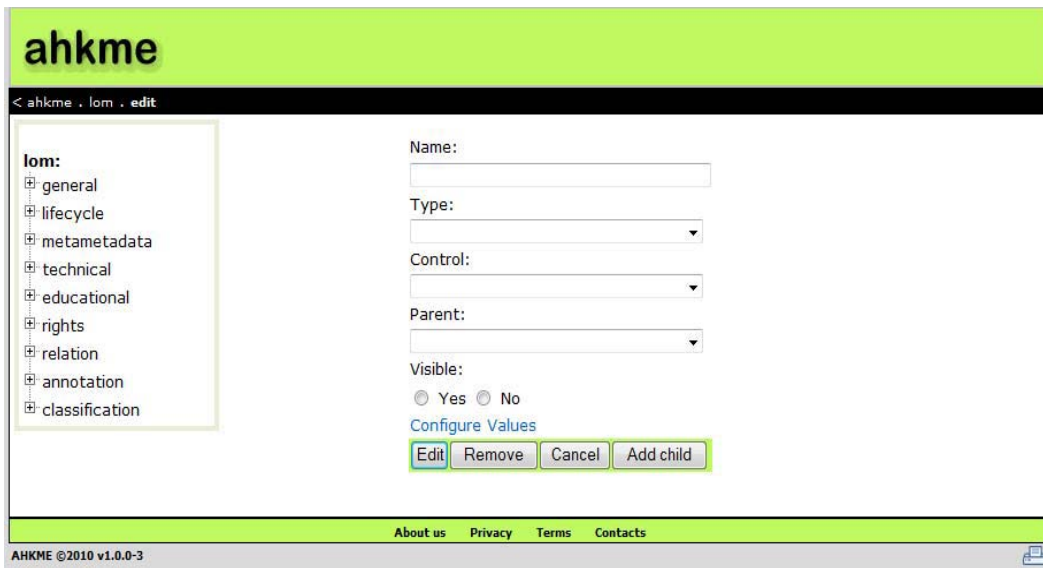 ahkme
< ahkme . lom . edit
lom:
general
lifecycle
metametadata
technical
educational
rights
relation
annotation
classification
Name:
Type:
Control:
Parent:
Visible:
Yes No
Configure Values
Edit Remove Cancel Add child
About us Privacy Terms Contacts
AHKME ©2010 v1.0.0-3